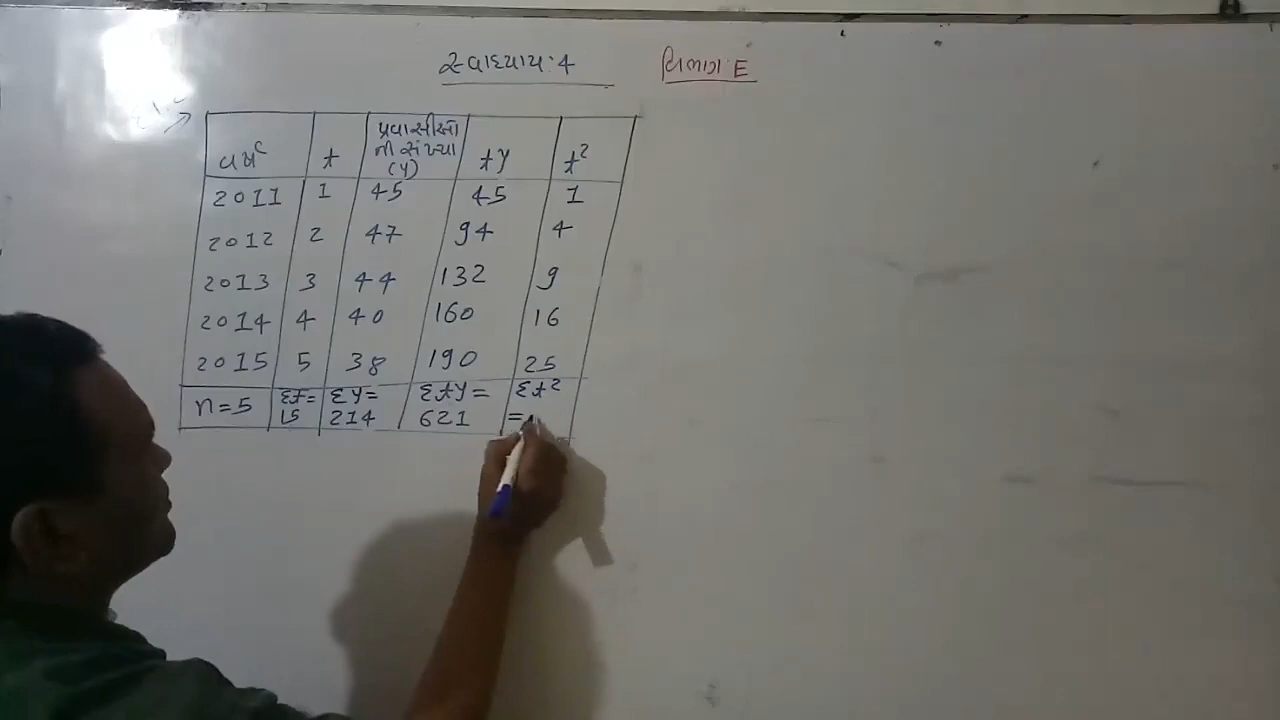 સ્વાધ્યાય:4 વિભાગ E
વર્ષ t પ્રવાસીઓ ની સંખ્યા (y) ty t²
2011 1 45 45 1
2012 2 47 94 4
2013 3 44 132 9
2014 4 40 160 16
2015 5 38 190 25
n=5 Σt= 15 Σy= 214 Σty= 621 Σt² =